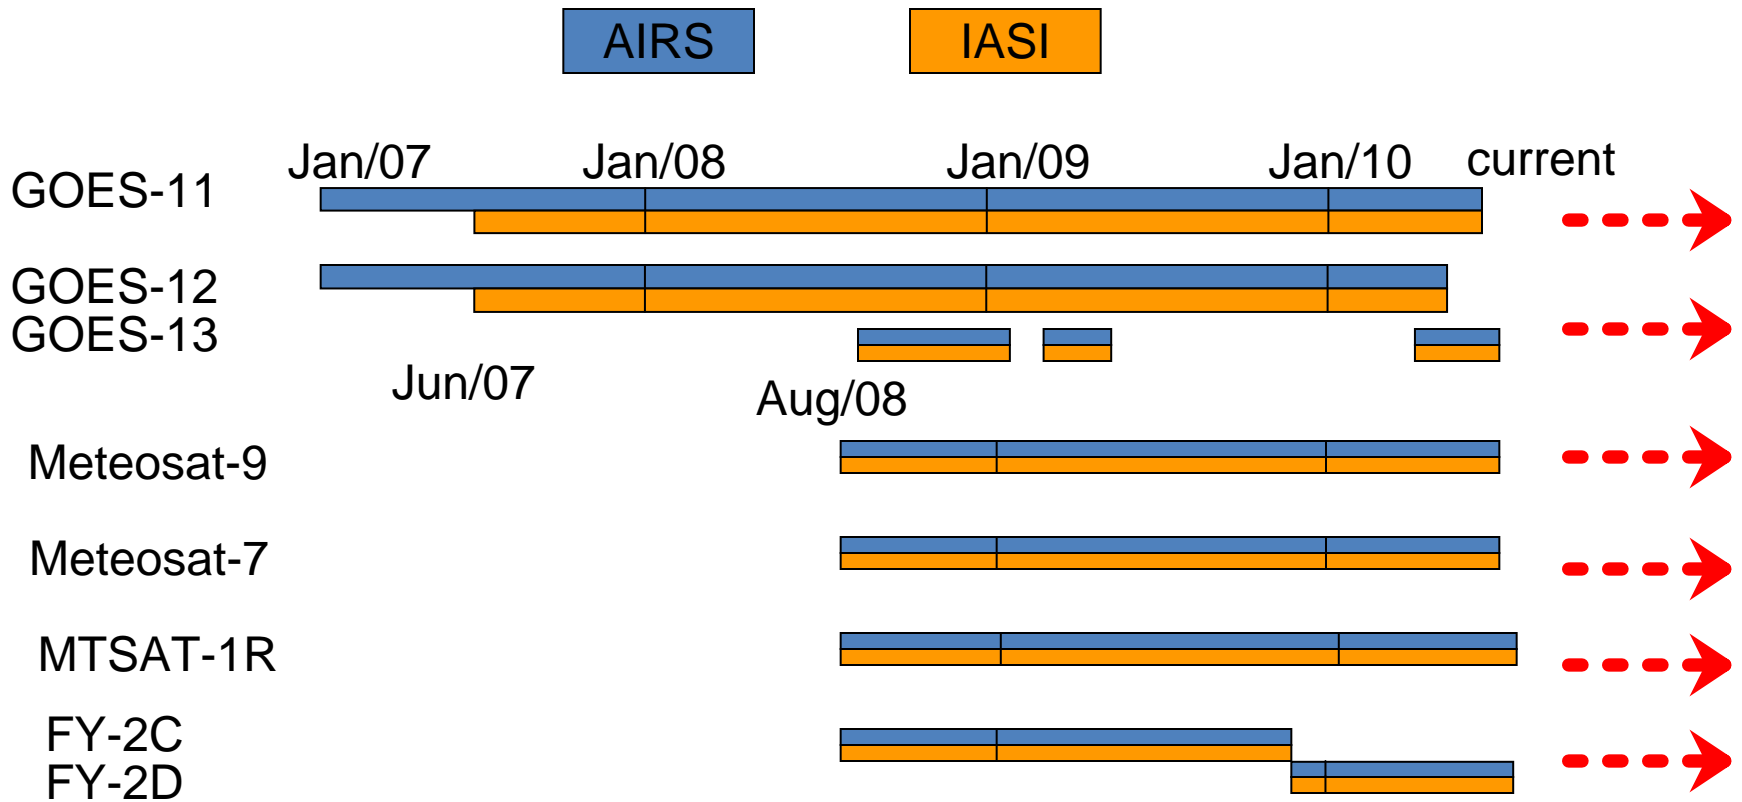 AIRS IASI
Jan/07 Jan/08 Jan/09 Jan/10 current
GOES-11
GOES-12
GOES-13
Jun/07 Aug/08
Meteosat-9
Meteosat-7
MTSAT-1R
FY-2C
FY-2D